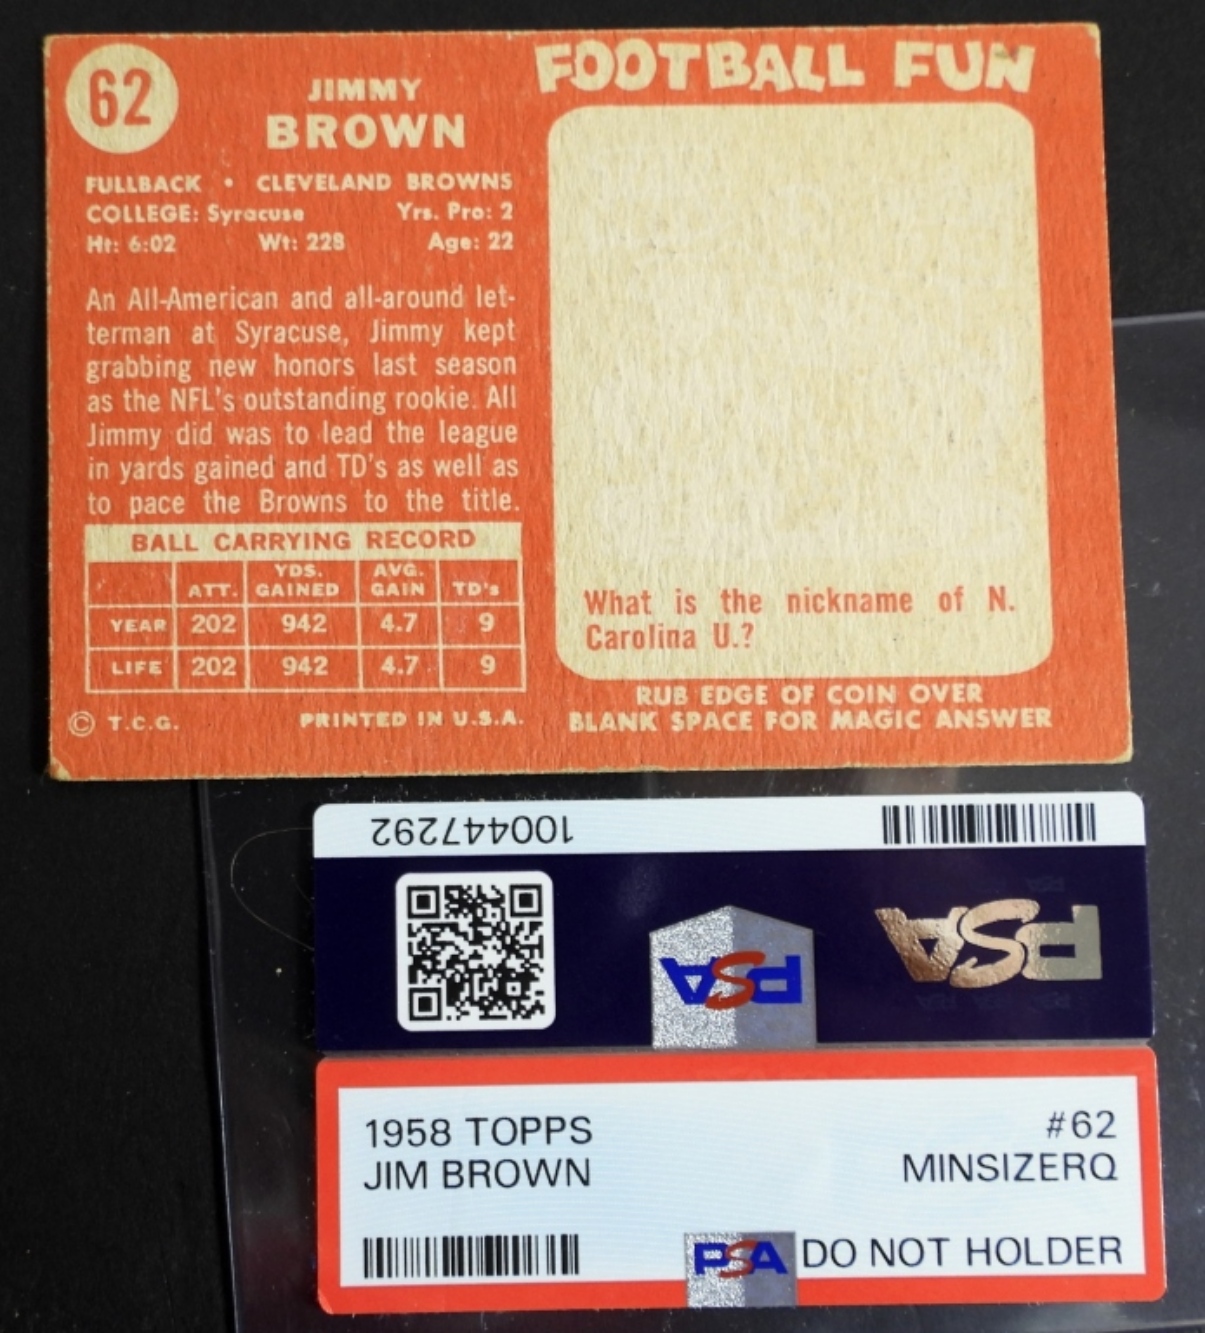 62
JIMMY
BROWN
FULLBACK • CLEVELAND BROWNS
COLLEGE: Syracuse Yrs. Pro: 2
Ht: 6:02 Wt: 228 Age: 22
An All-American and all-around let-
terman at Syracuse, Jimmy kept
grabbing new honors last season
as the NFL's outstanding rookie. All
Jimmy did was to lead the league
in yards gained and TD's as well as
to pace the Browns to the title.
BALL CARRYING RECORD
ATT. YDS. GAINED AVG. GAIN TD's
YEAR 202 942 4.7 9
LIFE 202 942 4.7 9
© T.C.G. PRINTED IN U.S.A.
FOOTBALL FUN
What is the nickname of N.
Carolina U.?
RUB EDGE OF COIN OVER
BLANK SPACE FOR MAGIC ANSWER
100447292
PSA
PSA
1958 TOPPS #62
JIM BROWN MINSIZERQ
PSA DO NOT HOLDER